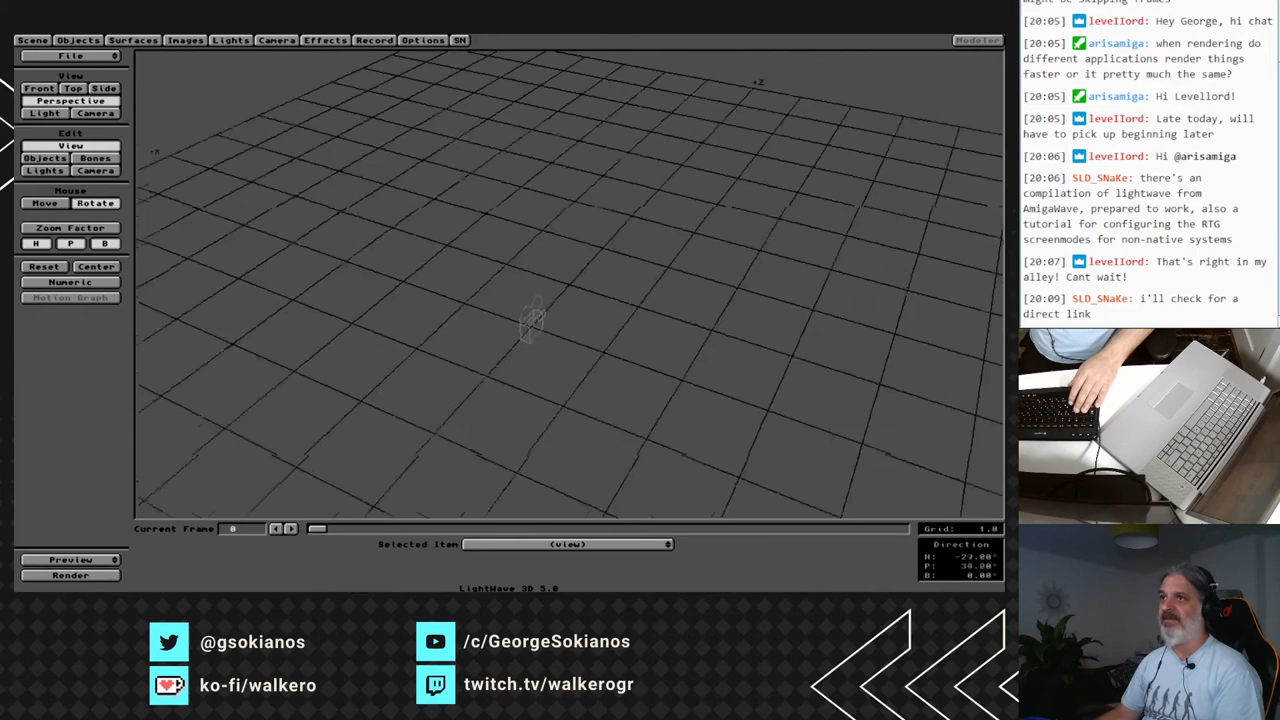 Scene Objects Surfaces Images Lights Camera Effects Record Options SN Modeler
File
View
Front Top Side
Perspective
Light Camera
Edit
View
Objects Bones
Lights Camera
Mouse
Move Rotate
Zoom Factor
H P B
Reset Center
Numeric
Motion Graph
+Z
-X
Current Frame 0
Grid: 1.0
Selected Item (view)
Direction
H: -29.00°
P: 34.80°
B: 0.00°
Preview
Render
LightWave 3D 5.0
[20:05] levelIord: Hey George, hi chat
[20:05] arisamiga: when rendering do
different applications render things
faster or it pretty much the same?
[20:05] arisamiga: Hi Levellord!
[20:05] levelIord: Late today, will
have to pick up beginning later
[20:06] levelIord: Hi @arisamiga
[20:06] SLD_SNaKe: there's an
compilation of lightwave from
AmigaWave, prepared to work, also a
tutorial for configuring the RTG
screenmodes for non-native systems
[20:07] levelIord: That's right in my
alley! Cant wait!
[20:09] SLD_SNaKe: i'll check for a
direct link
@gsokianos
/c/GeorgeSokianos
ko-fi/walkero
twitch.tv/walkerogr